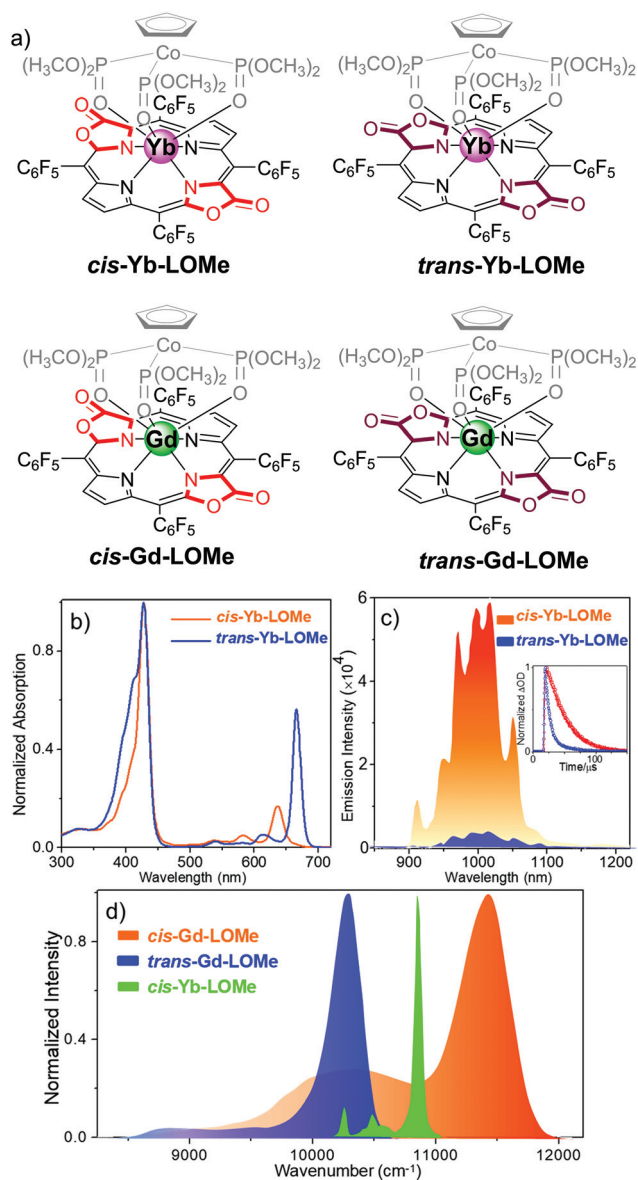 a)
Co
(H3CO)2P
P(OCH3)2
P(OCH3)2
O
O
O
C6F5
O
O
N
Yb
N
C6F5
C6F5
N
N
O
O
C6F5
cis-Yb-LOMe
Co
(H3CO)2P
P(OCH3)2
P(OCH3)2
O
O
O
C6F5
O
O
N
Yb
N
C6F5
C6F5
N
N
O
O
C6F5
trans-Yb-LOMe
Co
(H3CO)2P
P(OCH3)2
P(OCH3)2
O
O
O
C6F5
O
O
N
Gd
N
C6F5
C6F5
N
N
O
O
C6F5
cis-Gd-LOMe
Co
(H3CO)2P
P(OCH3)2
P(OCH3)2
O
O
O
C6F5
O
O
N
Gd
N
C6F5
C6F5
N
N
O
O
C6F5
trans-Gd-LOMe
b)
cis-Yb-LOMe
trans-Yb-LOMe
Normalized Absorption
0.8
0.4
0.0
300 400 500 600 700
Wavelength (nm)
c)
cis-Yb-LOMe
trans-Yb-LOMe
Emission Intensity (×10⁴)
6
4
2
0
900 1000 1100 1200
Wavelength (nm)
Normalized ΔOD
1
0
0 100
Time/μs
d)
cis-Gd-LOMe
trans-Gd-LOMe
cis-Yb-LOMe
Normalized Intensity
0.8
0.4
0.0
9000 10000 11000 12000
Wavenumber (cm⁻¹)